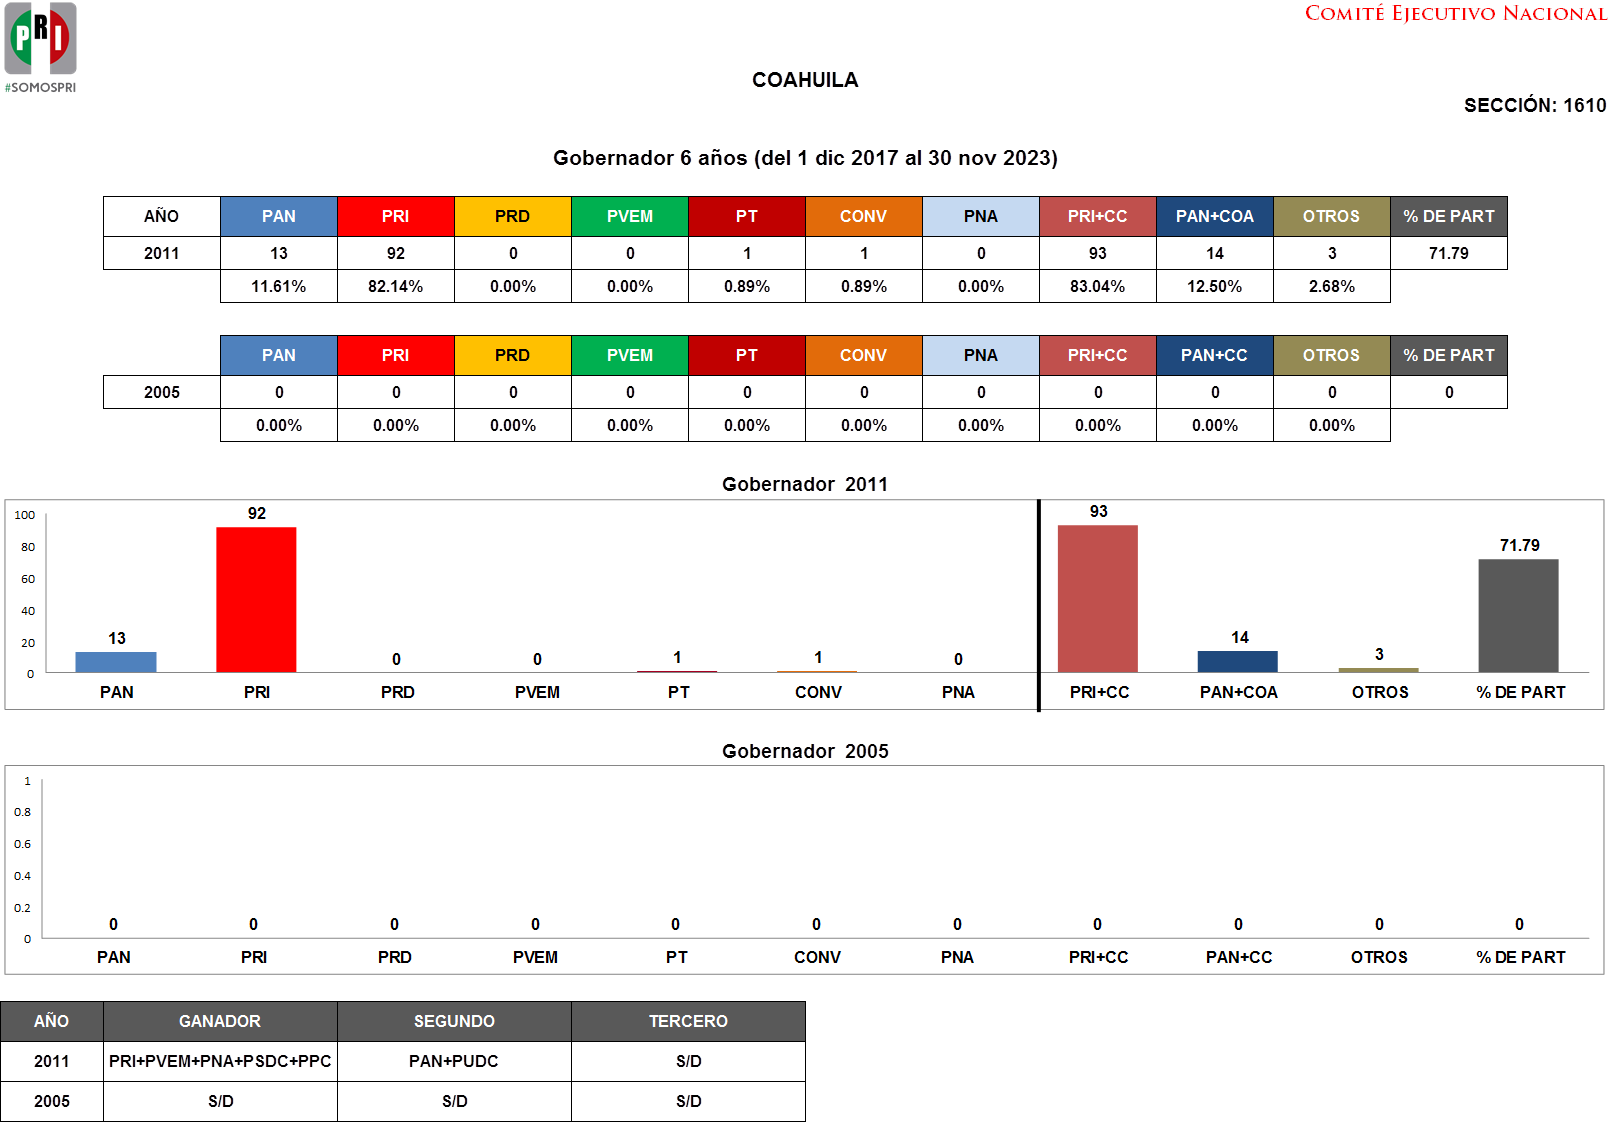 PRI
#SOMOSPRI
COMITÉ EJECUTIVO NACIONAL
COAHUILA
SECCIÓN: 1610
Gobernador 6 años (del 1 dic 2017 al 30 nov 2023)
AÑO PAN PRI PRD PVEM PT CONV PNA PRI+CC PAN+COA OTROS % DE PART
2011 13 92 0 0 1 1 0 93 14 3 71.79
11.61% 82.14% 0.00% 0.00% 0.89% 0.89% 0.00% 83.04% 12.50% 2.68%
PAN PRI PRD PVEM PT CONV PNA PRI+CC PAN+CC OTROS % DE PART
2005 0 0 0 0 0 0 0 0 0 0 0
0.00% 0.00% 0.00% 0.00% 0.00% 0.00% 0.00% 0.00% 0.00% 0.00%
Gobernador 2011
100
80
60
40
20
0
13 92 0 0 1 1 0 93 14 3 71.79
PAN PRI PRD PVEM PT CONV PNA PRI+CC PAN+COA OTROS % DE PART
Gobernador 2005
1
0.8
0.6
0.4
0.2
0
0 0 0 0 0 0 0 0 0 0 0
PAN PRI PRD PVEM PT CONV PNA PRI+CC PAN+CC OTROS % DE PART
AÑO GANADOR SEGUNDO TERCERO
2011 PRI+PVEM+PNA+PSDC+PPC PAN+PUDC S/D
2005 S/D S/D S/D